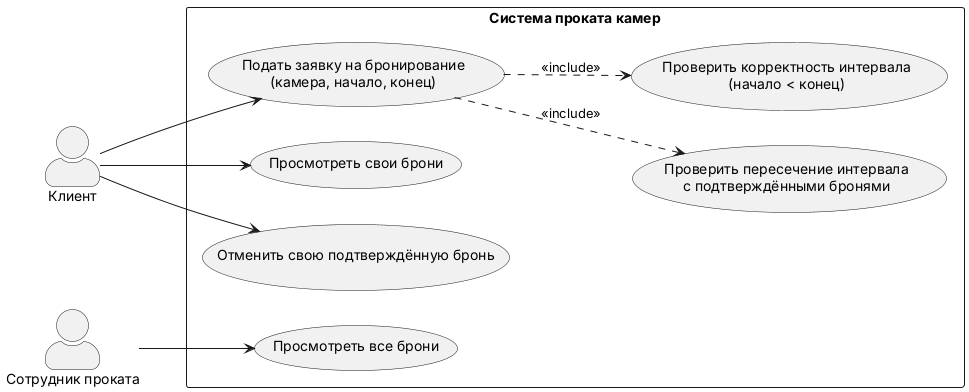 Система проката камер
Подать заявку на бронирование
(камера, начало, конец)
«include»
Проверить корректность интервала
(начало < конец)
«include»
Просмотреть свои брони
Проверить пересечение интервала
с подтверждёнными бронями
Клиент
Отменить свою подтверждённую бронь
Просмотреть все брони
Сотрудник проката